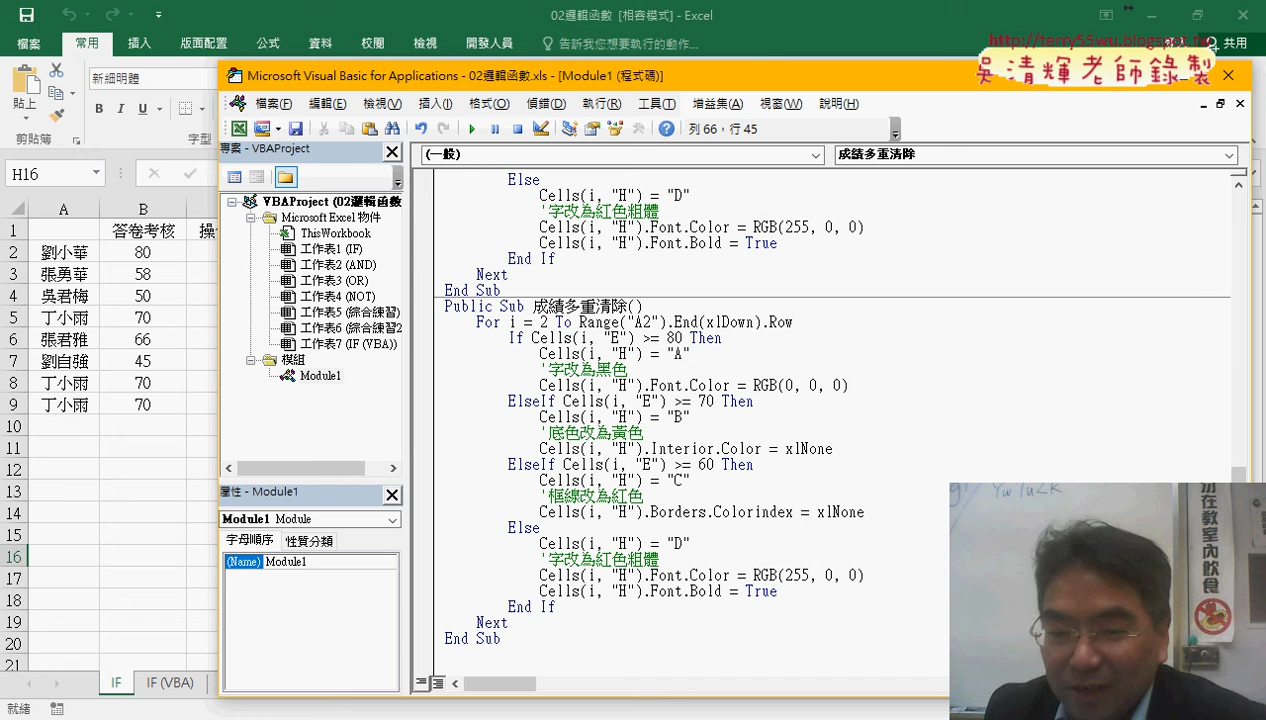 02邏輯函數 [相容模式] - Excel
http://terry55wu.blogspot.tw
吳清輝老師錄製
檔案 常用 插入 版面配置 公式 資料 校閱 檢視 開發人員 告訴我您想要執行的動作... 共用
貼上 新細明體
B I U
剪貼簿 字型
H16
Microsoft Visual Basic for Applications - 02邏輯函數.xls - [Module1 (程式碼)]
檔案(F) 編輯(E) 檢視(V) 插入(I) 格式(O) 偵錯(D) 執行(R) 工具(T) 增益集(A) 視窗(W) 說明(H)
列 66，行 45
專案 - VBAProject
VBAProject (02邏輯函數
Microsoft Excel 物件
ThisWorkbook
工作表1 (IF)
工作表2 (AND)
工作表3 (OR)
工作表4 (NOT)
工作表5 (綜合練習)
工作表6 (綜合練習2
工作表7 (IF (VBA))
模組
Module1
屬性 - Module1
Module1 Module
字母順序 性質分類
(Name) Module1
(一般) 成績多重清除
Else
Cells(i, "H") = "D"
'字改為紅色粗體
Cells(i, "H").Font.Color = RGB(255, 0, 0)
Cells(i, "H").Font.Bold = True
End If
Next
End Sub
Public Sub 成績多重清除()
For i = 2 To Range("A2").End(xlDown).Row
If Cells(i, "E") >= 80 Then
Cells(i, "H") = "A"
'字改為黑色
Cells(i, "H").Font.Color = RGB(0, 0, 0)
ElseIf Cells(i, "E") >= 70 Then
Cells(i, "H") = "B"
'底色改為黃色
Cells(i, "H").Interior.Color = xlNone
ElseIf Cells(i, "E") >= 60 Then
Cells(i, "H") = "C"
'框線改為紅色
Cells(i, "H").Borders.Colorindex = xlNone
Else
Cells(i, "H") = "D"
'字改為紅色粗體
Cells(i, "H").Font.Color = RGB(255, 0, 0)
Cells(i, "H").Font.Bold = True
End If
Next
End Sub
A B
1 答卷考核
2 劉小華 80
3 張勇華 58
4 吳君梅 50
5 丁小雨 70
6 張君雅 66
7 劉自強 45
8 丁小雨 70
9 丁小雨 70
10
11
12
13
14
15
16
17
18
19
20
21
IF IF (VBA)
就緒
在教室內飲食